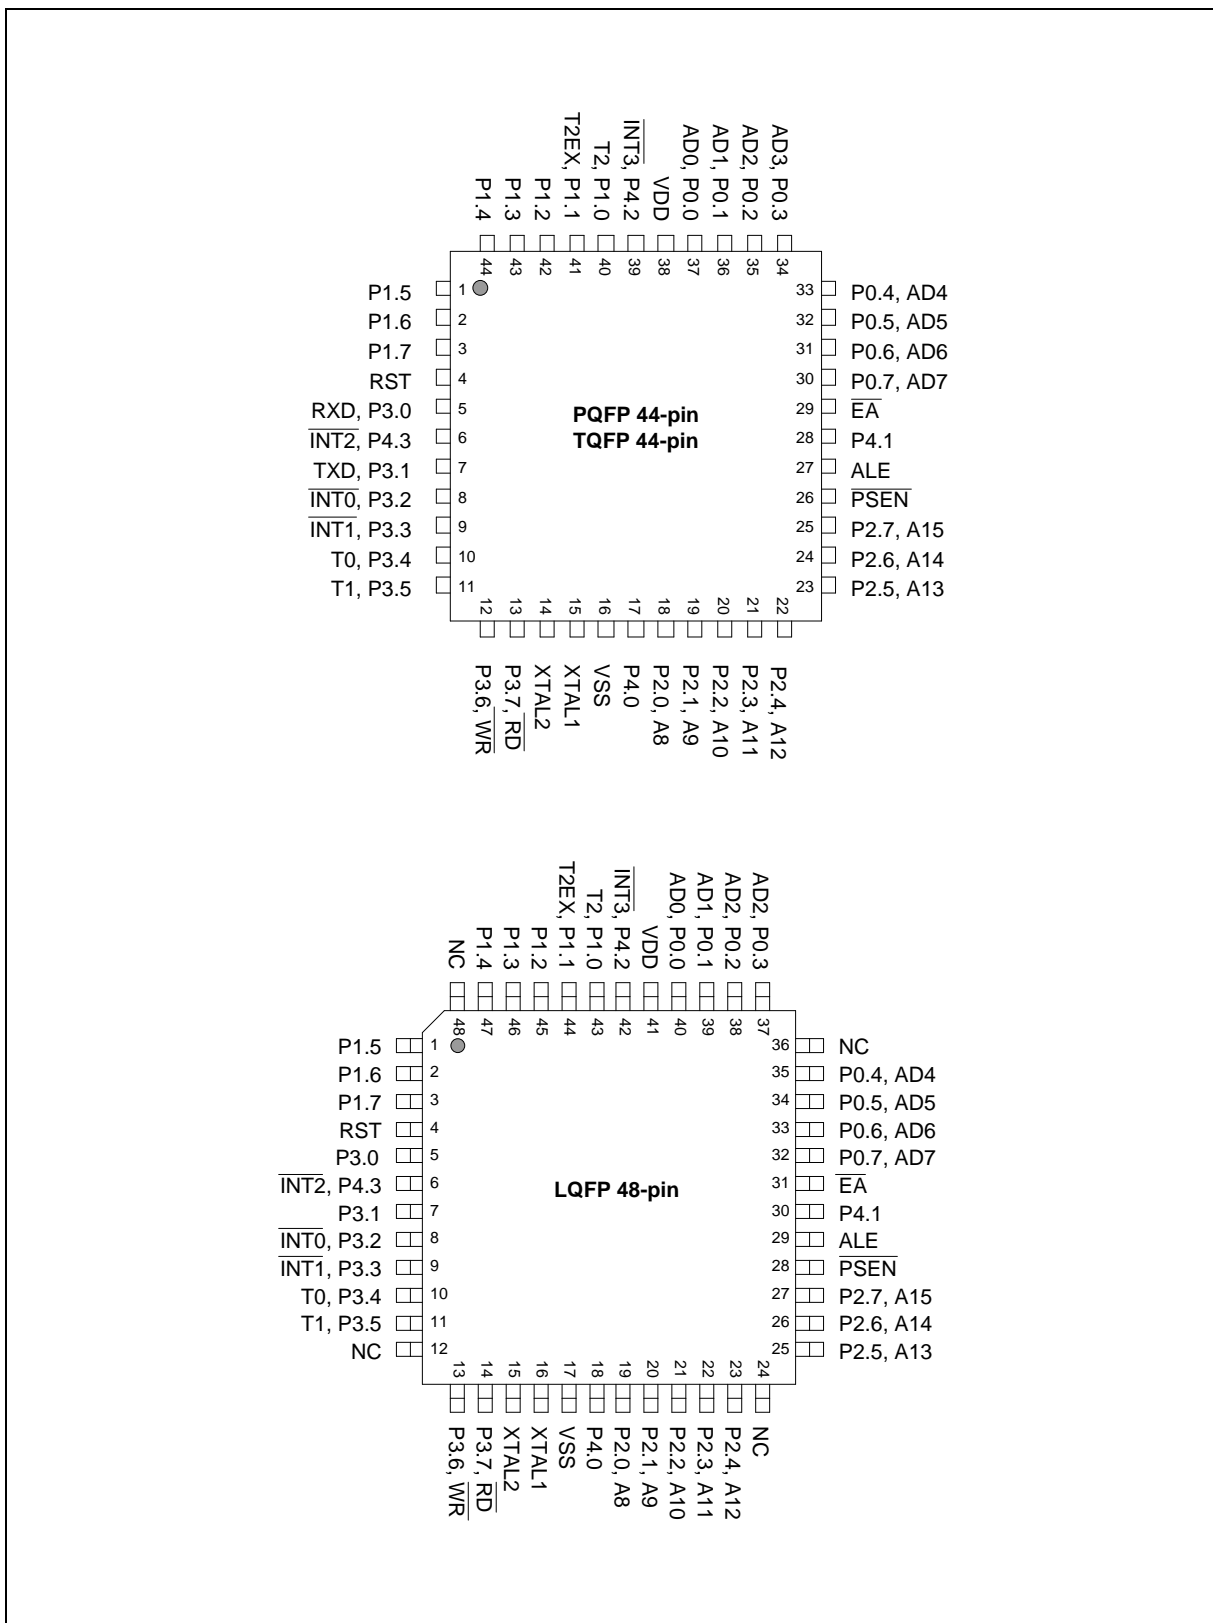 P1.4
P1.3
P1.2
T2EX, P1.1
T2, P1.0
INT3, P4.2
VDD
AD0, P0.0
AD1, P0.1
AD2, P0.2
AD3, P0.3
44
43
42
41
40
39
38
37
36
35
34
P1.5 1
P1.6 2
P1.7 3
RST 4
RXD, P3.0 5
INT2, P4.3 6
TXD, P3.1 7
INT0, P3.2 8
INT1, P3.3 9
T0, P3.4 10
T1, P3.5 11
PQFP 44-pin
TQFP 44-pin
33 P0.4, AD4
32 P0.5, AD5
31 P0.6, AD6
30 P0.7, AD7
29 EA
28 P4.1
27 ALE
26 PSEN
25 P2.7, A15
24 P2.6, A14
23 P2.5, A13
12
13
14
15
16
17
18
19
20
21
22
P3.6, WR
P3.7, RD
XTAL2
XTAL1
VSS
P4.0
P2.0, A8
P2.1, A9
P2.2, A10
P2.3, A11
P2.4, A12
NC
P1.4
P1.3
P1.2
T2EX, P1.1
T2, P1.0
INT3, P4.2
VDD
AD0, P0.0
AD1, P0.1
AD2, P0.2
AD2, P0.3
48
47
46
45
44
43
42
41
40
39
38
37
P1.5 1
P1.6 2
P1.7 3
RST 4
P3.0 5
INT2, P4.3 6
P3.1 7
INT0, P3.2 8
INT1, P3.3 9
T0, P3.4 10
T1, P3.5 11
NC 12
LQFP 48-pin
36 NC
35 P0.4, AD4
34 P0.5, AD5
33 P0.6, AD6
32 P0.7, AD7
31 EA
30 P4.1
29 ALE
28 PSEN
27 P2.7, A15
26 P2.6, A14
25 P2.5, A13
13
14
15
16
17
18
19
20
21
22
23
24
P3.6, WR
P3.7, RD
XTAL2
XTAL1
VSS
P4.0
P2.0, A8
P2.1, A9
P2.2, A10
P2.3, A11
P2.4, A12
NC